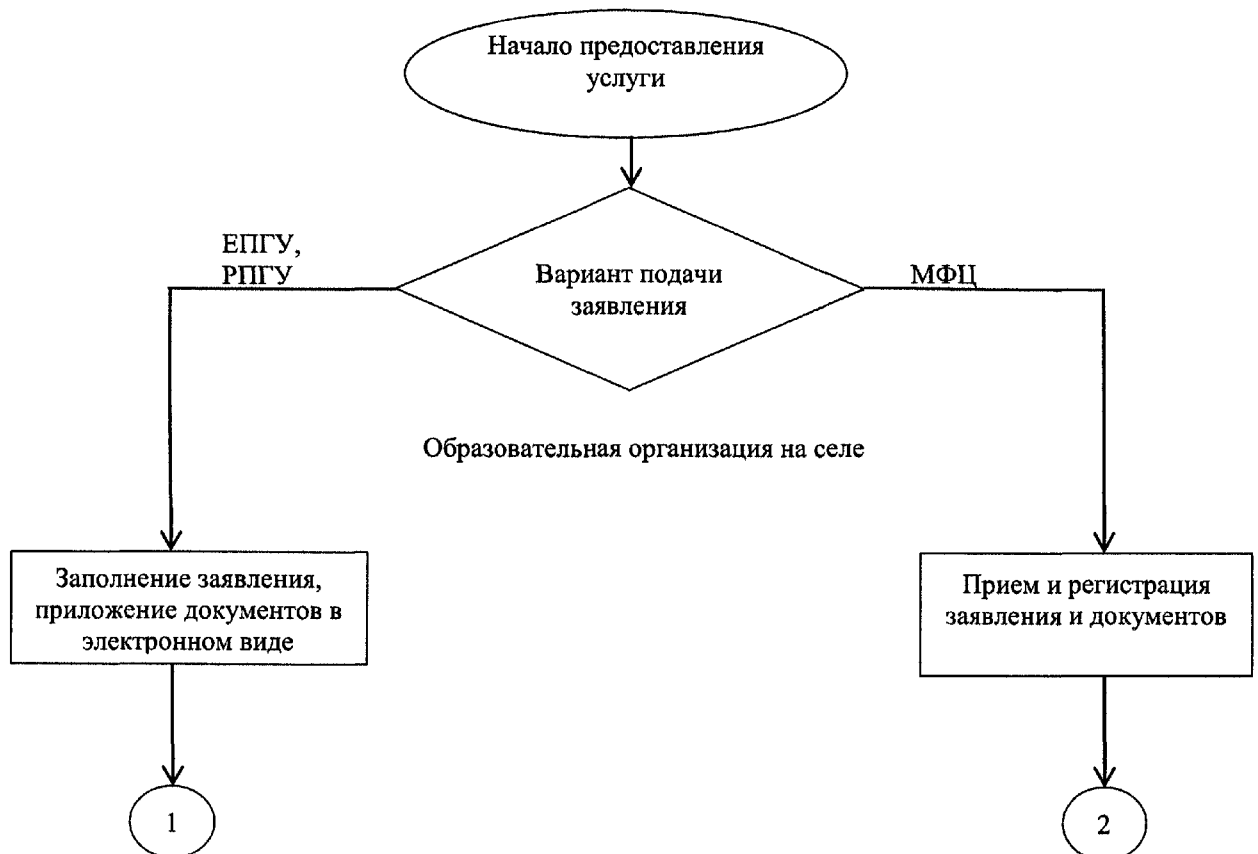 Начало предоставления
услуги
ЕПГУ,
РПГУ
Вариант подачи
заявления
МФЦ
Образовательная организация на селе
Заполнение заявления,
приложение документов в
электронном виде
Прием и регистрация
заявления и документов
1
2